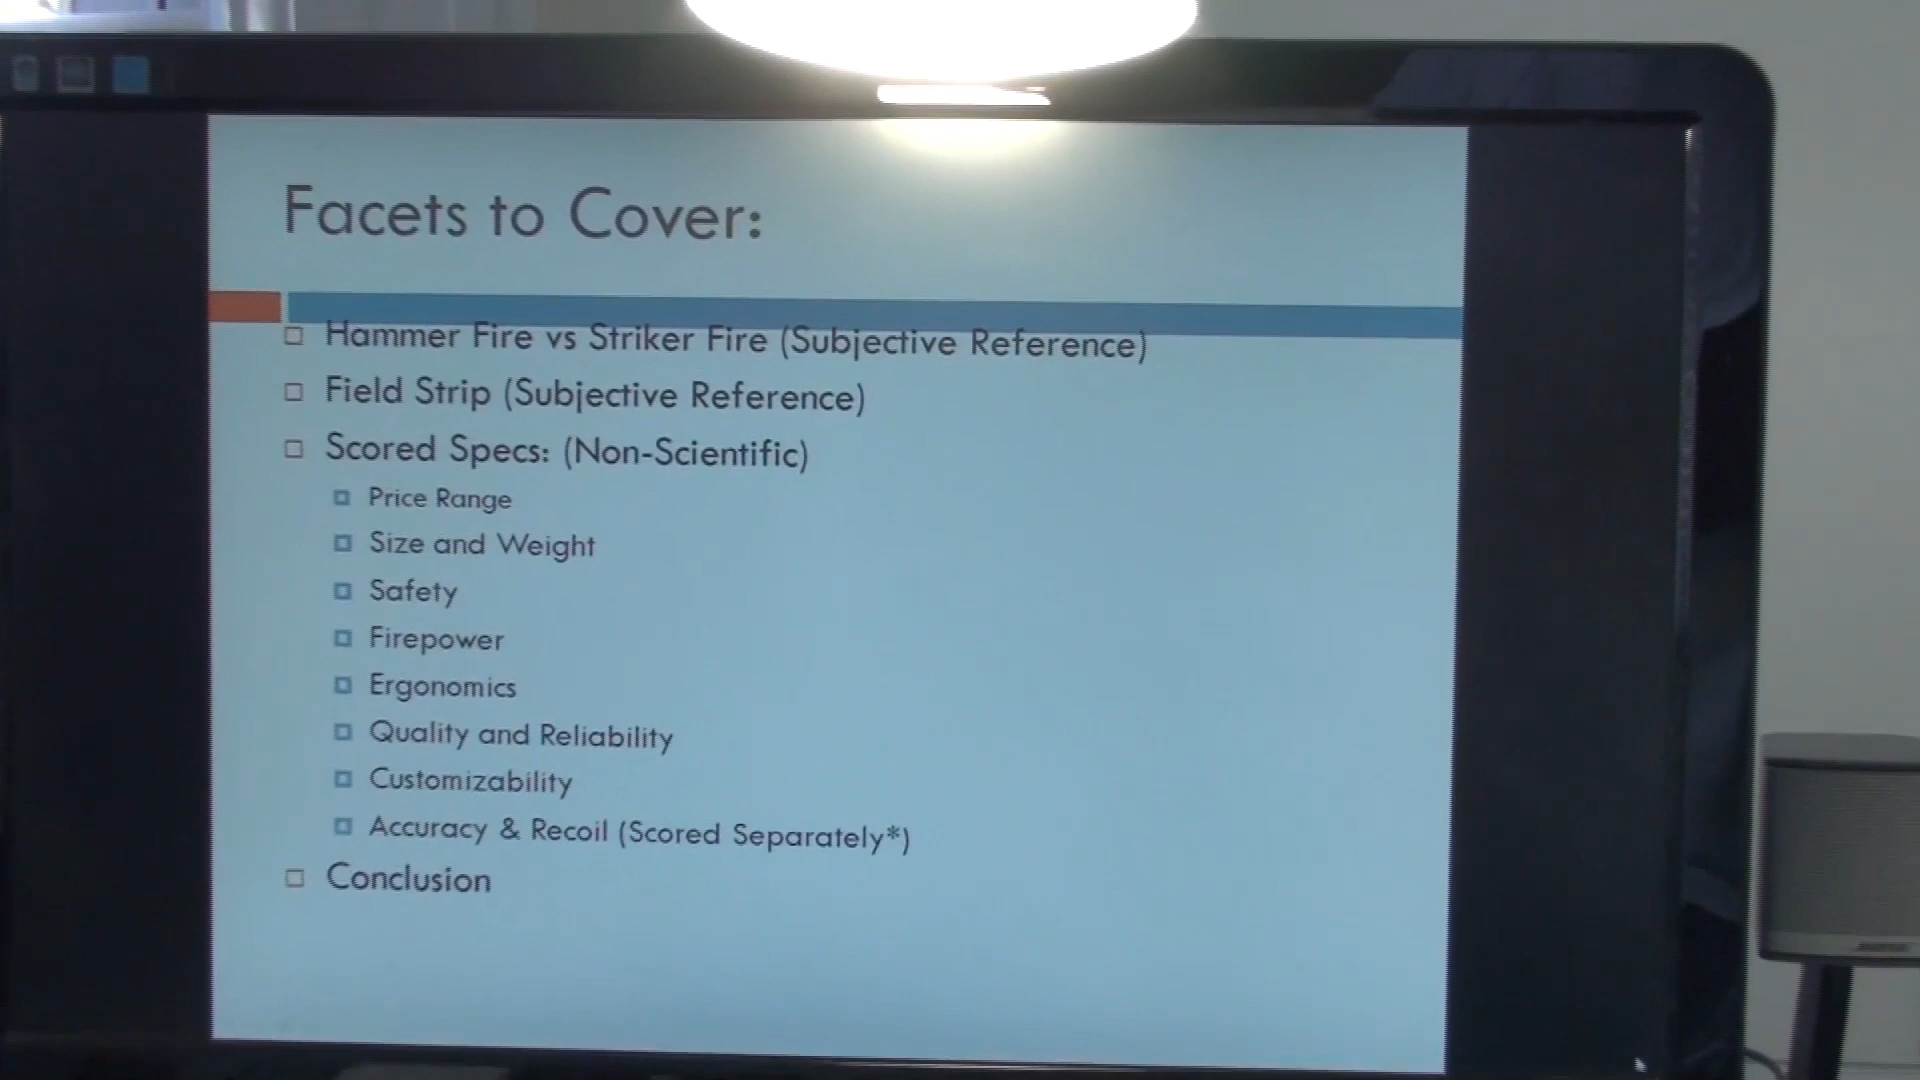 Facets to Cover:
Hammer Fire vs Striker Fire (Subjective Reference)
Field Strip (Subjective Reference)
Scored Specs: (Non-Scientific)
Price Range
Size and Weight
Safety
Firepower
Ergonomics
Quality and Reliability
Customizability
Accuracy & Recoil (Scored Separately*)
Conclusion